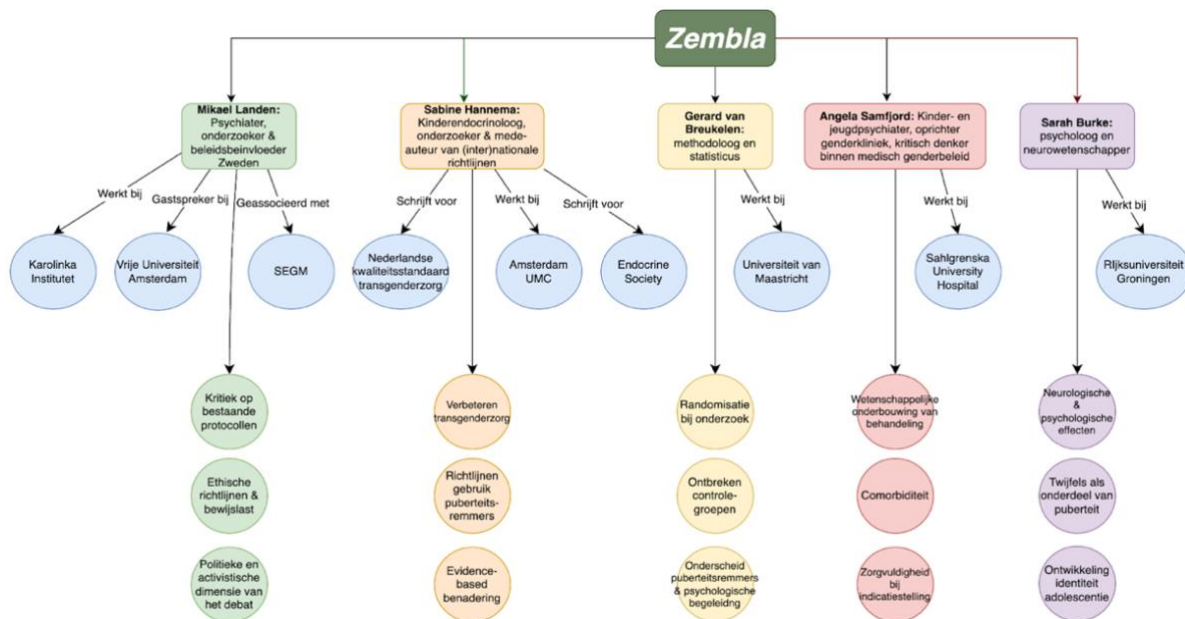 Zembla
Mikael Landen:
Psychiater,
onderzoeker &
beleidsbeinvloeder
Zweden
Sabine Hannema:
Kinderendocrinoloog,
onderzoeker & mede-
auteur van (inter)nationale
richtlijnen
Gerard van
Breukelen:
methodoloog en
statisticus
Angela Samfjord: Kinder- en
jeugdpsychiater, oprichter
genderkliniek, kritisch denker
binnen medisch genderbeleid
Sarah Burke:
psycholoog en
neurowetenschapper
Werkt bij
Gastspreker bij
Geassocieerd met
Schrijft voor
Werkt bij
Schrijft voor
Werkt bij
Werkt bij
Werkt bij
Karolinka
Institutet
Vrije Universiteit
Amsterdam
SEGM
Nederlandse
kwaliteitsstandaard
transgenderzorg
Amsterdam
UMC
Endocrine
Society
Universiteit van
Maastricht
Sahlgrenska
University
Hospital
RIjksuniversiteit
Groningen
Kritiek op
bestaande
protocollen
Verbeteren
transgenderzorg
Randomisatie
bij onderzoek
Wetenschappelijke
onderbouwing van
behandeling
Neurologische
&
psychologische
effecten
Ethische
richtlijnen &
bewijslast
Richtlijnen
gebruik
puberteits-
remmers
Ontbreken
controle-
groepen
Comorbiditeit
Twijfels als
onderdeel van
puberteit
Politieke en
activistische
dimensie van
het debat
Evidence-
based
benadering
Onderscheid
puberteitsremmers
& psychologische
begeleidng
Zorgvuldigheid
bij
indicatiestelling
Ontwikkeling
identiteit
adolescentie